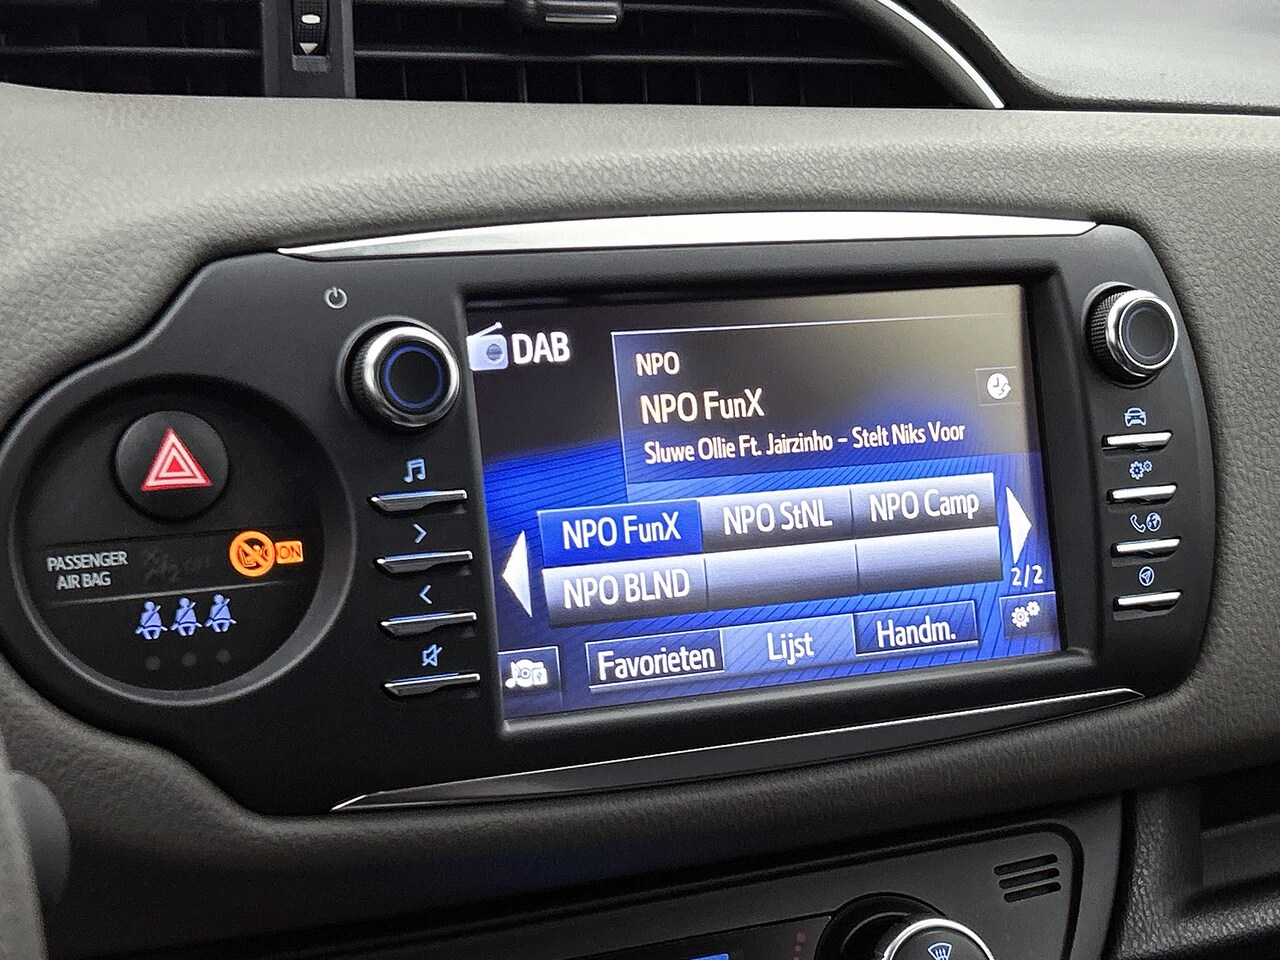 DAB
NPO
NPO FunX
Sluwe Ollie Ft. Jairzinho - Stelt Niks Voor
NPO FunX
NPO StNL
NPO Camp
NPO BLND
2/2
Favorieten
Lijst
Handm.
PASSENGER
AIR BAG
ON